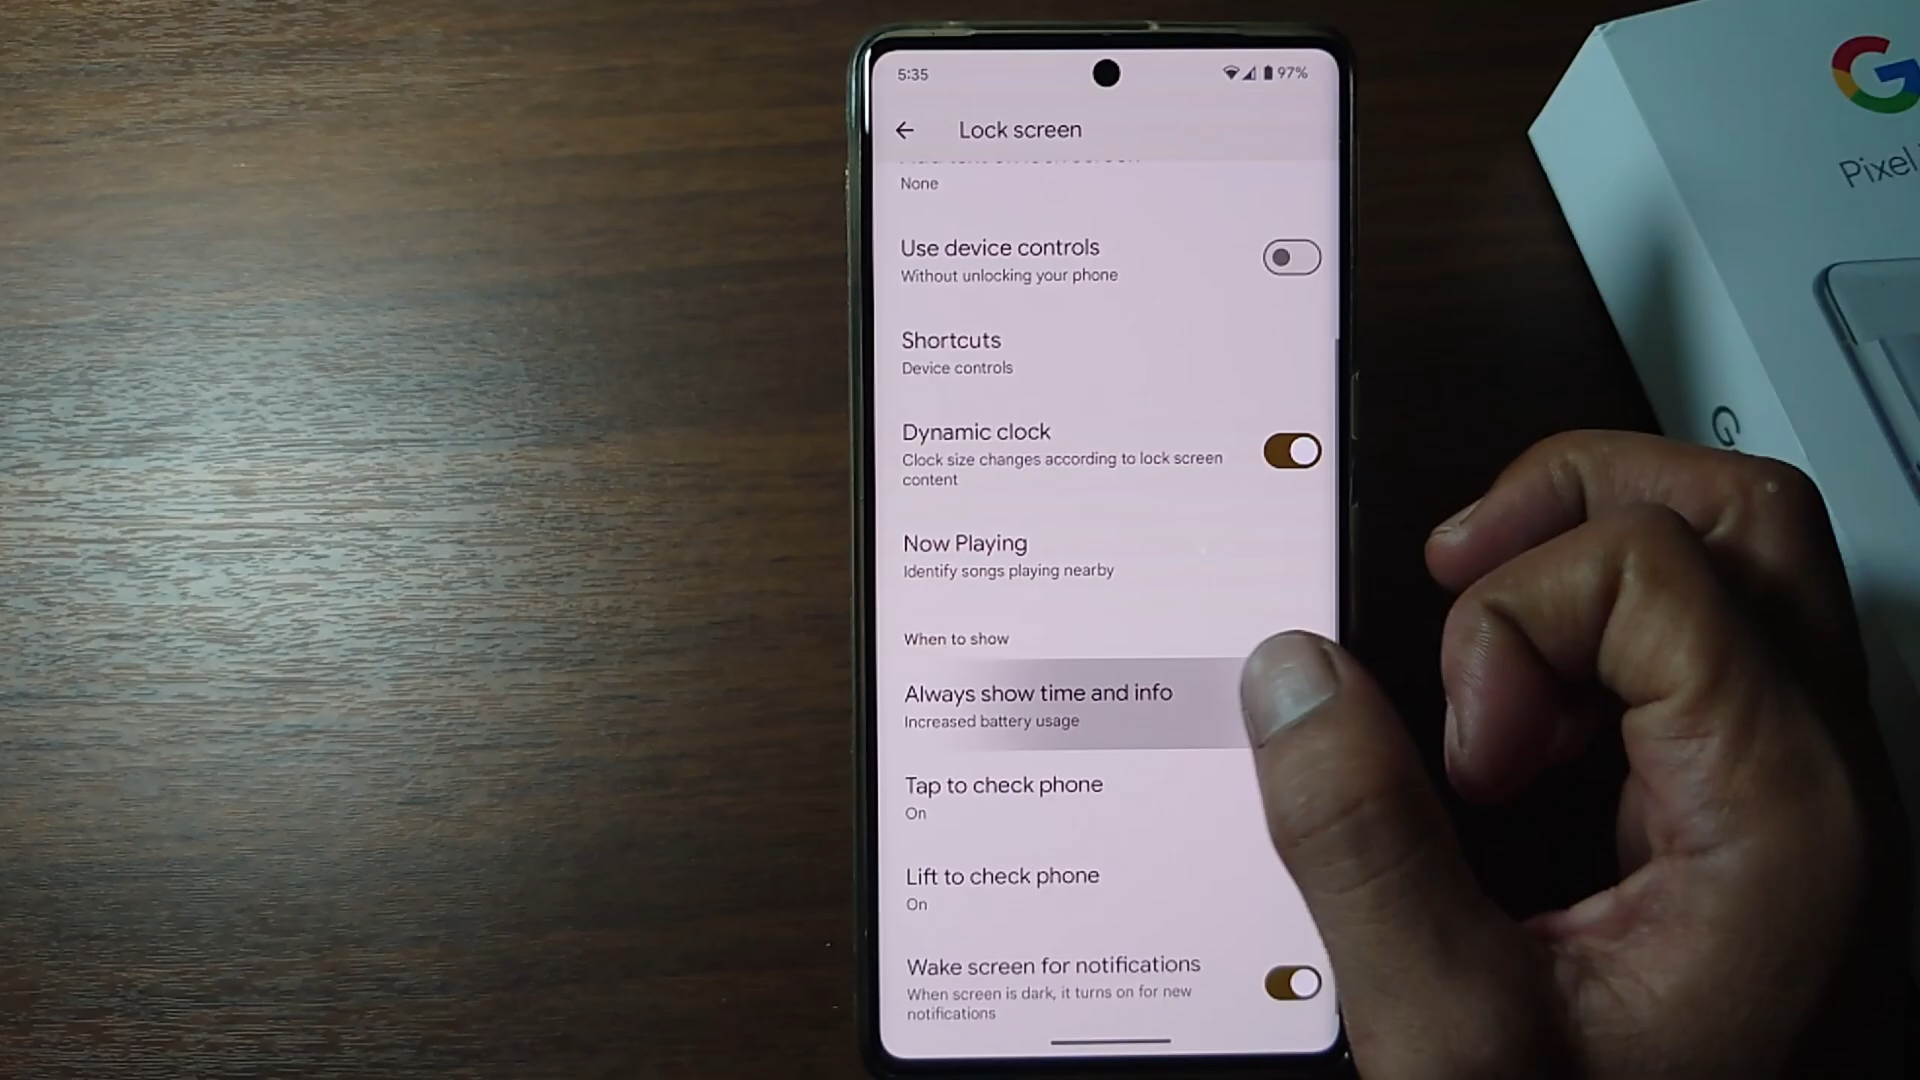 5:35
97%
Lock screen
None
Use device controls
Without unlocking your phone
Shortcuts
Device controls
Dynamic clock
Clock size changes according to lock screen
content
Now Playing
Identify songs playing nearby
When to show
Always show time and info
Increased battery usage
Tap to check phone
On
Lift to check phone
On
Wake screen for notifications
When screen is dark, it turns on for new
notifications
G
Pixel
G